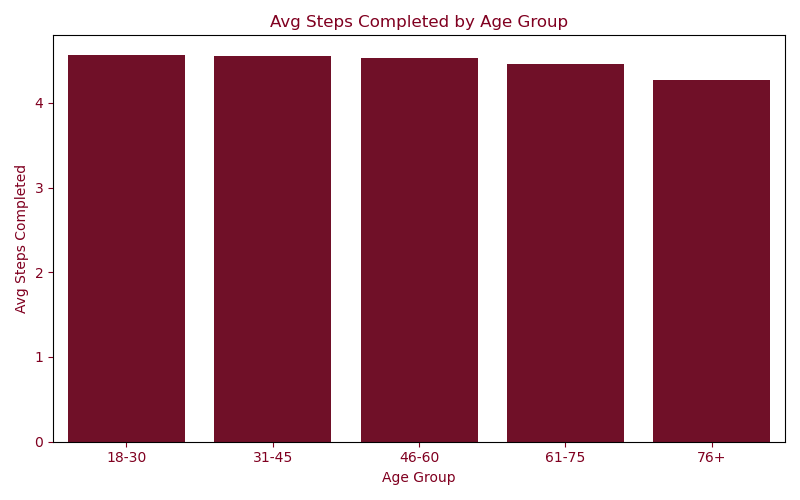 Avg Steps Completed by Age Group
Avg Steps Completed
4
3
2
1
0
18-30 31-45 46-60 61-75 76+
Age Group